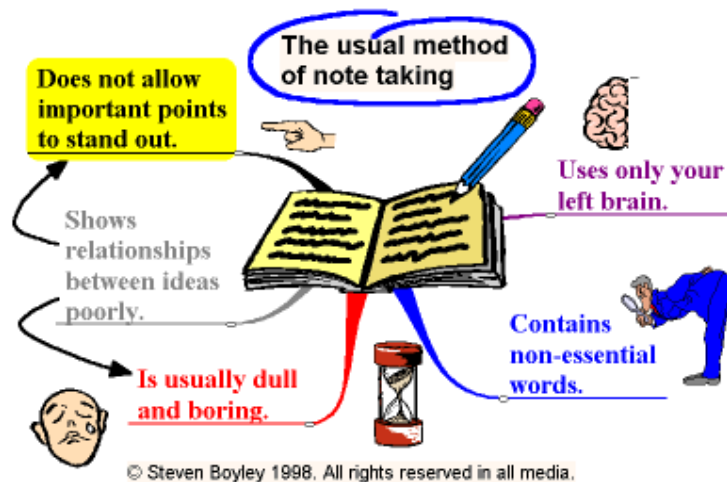 The usual method
of note taking
Does not allow
important points
to stand out.
Uses only your
left brain.
Shows
relationships
between ideas
poorly.
Contains
non-essential
words.
Is usually dull
and boring.
© Steven Boyley 1998. All rights reserved in all media.